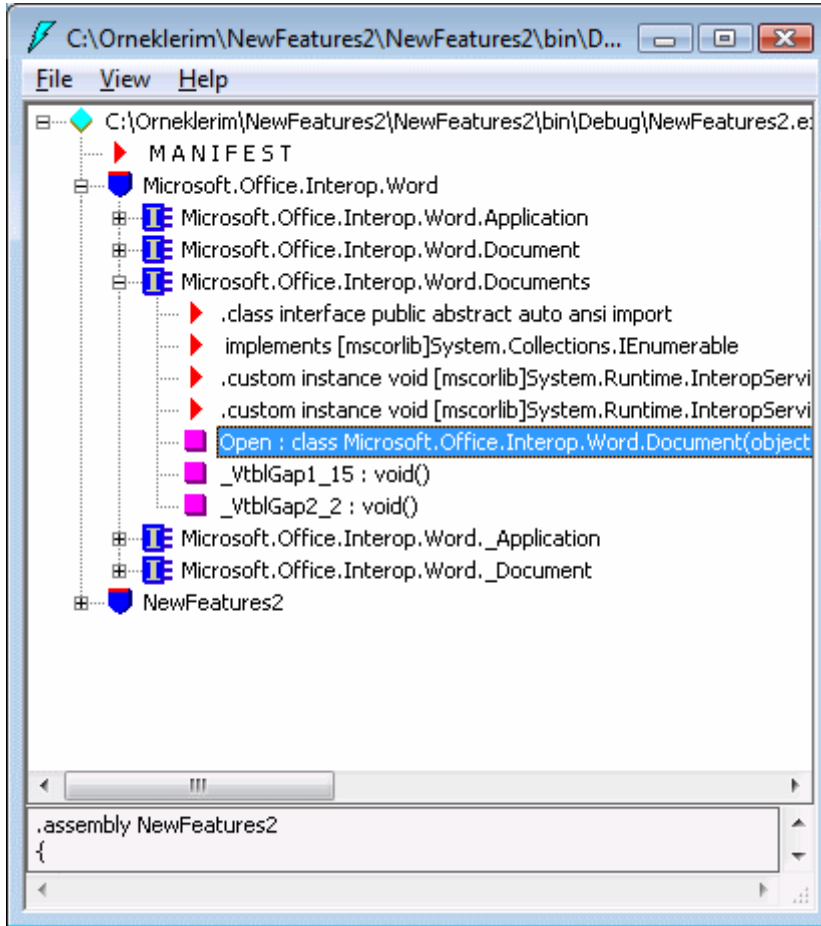 C:\Orneklerim\NewFeatures2\NewFeatures2\bin\D...
File View Help
C:\Orneklerim\NewFeatures2\NewFeatures2\bin\Debug\NewFeatures2.e
M A N I F E S T
Microsoft.Office.Interop.Word
Microsoft.Office.Interop.Word.Application
Microsoft.Office.Interop.Word.Document
Microsoft.Office.Interop.Word.Documents
.class interface public abstract auto ansi import
implements [mscorlib]System.Collections.IEnumerable
.custom instance void [mscorlib]System.Runtime.InteropServi
.custom instance void [mscorlib]System.Runtime.InteropServi
Open : class Microsoft.Office.Interop.Word.Document(object
_VtblGap1_15 : void()
_VtblGap2_2 : void()
Microsoft.Office.Interop.Word._Application
Microsoft.Office.Interop.Word._Document
NewFeatures2
.assembly NewFeatures2
{